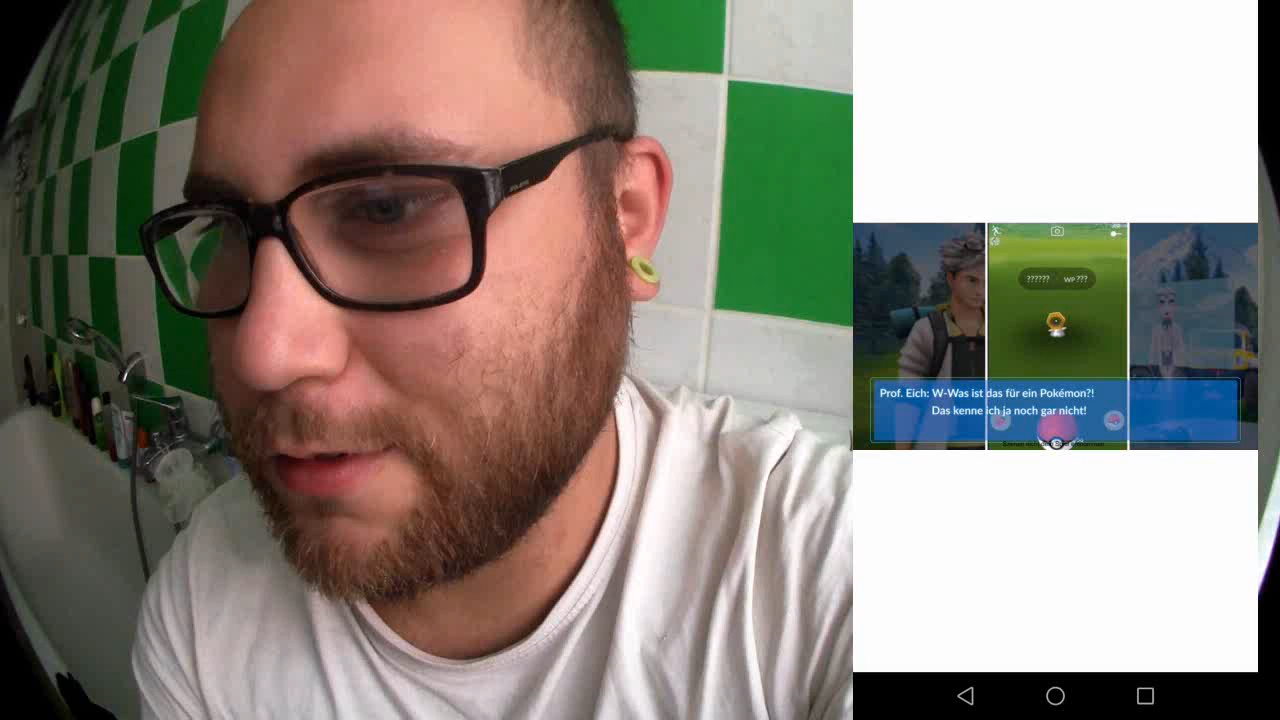 ?????? WP???
Prof. Eich: W-Was ist das für ein Pokémon?!
Das kenne ich ja noch gar nicht!